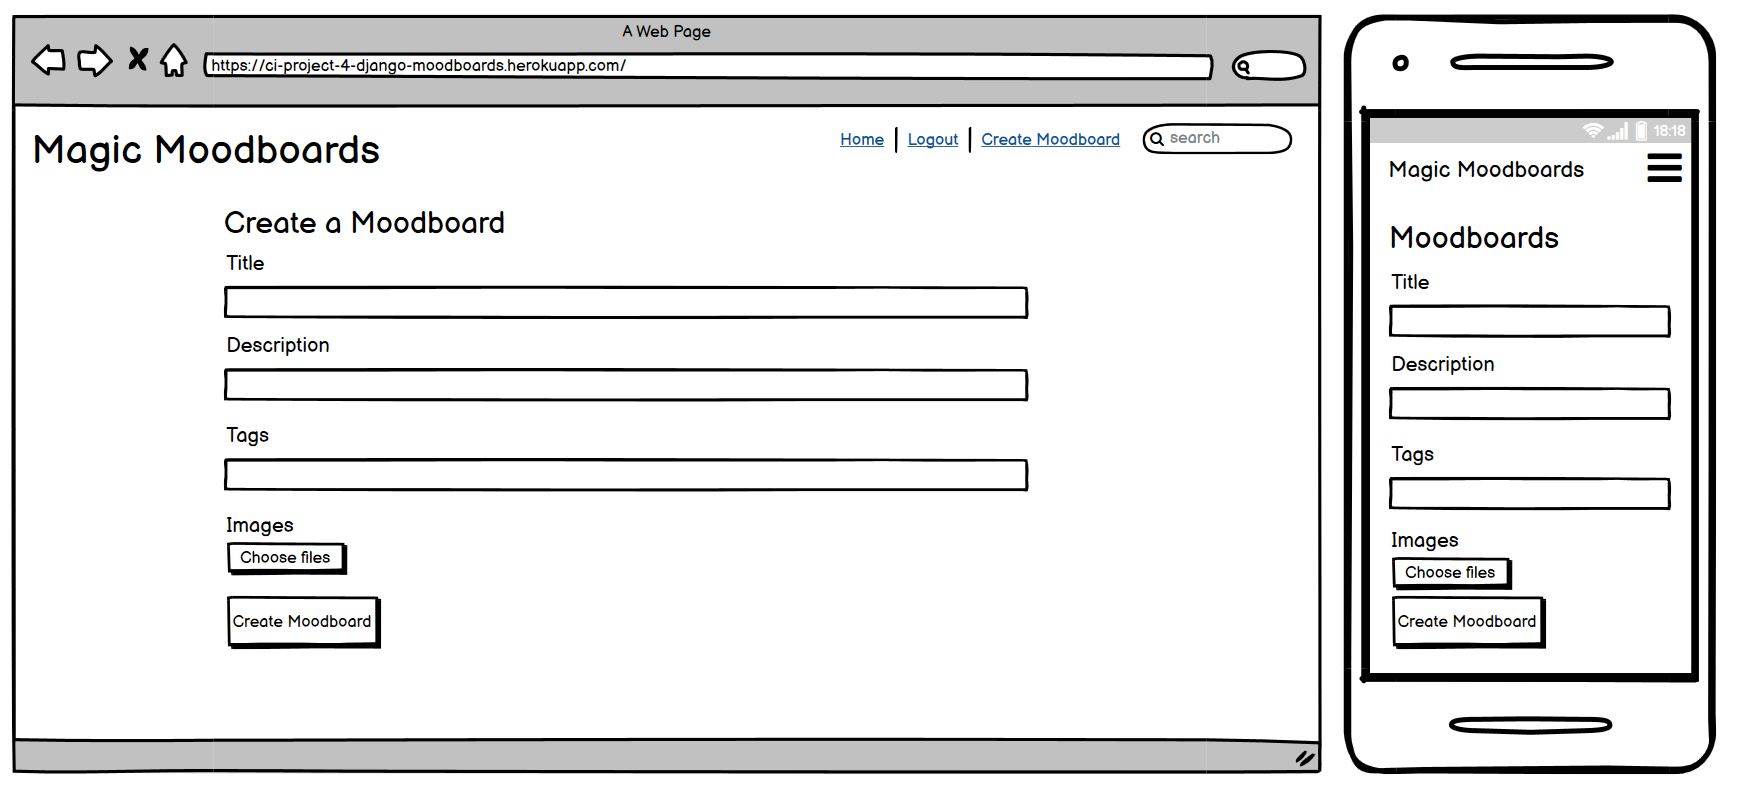 A Web Page
https://ci-project-4-django-moodboards.herokuapp.com/
Magic Moodboards
Home
Logout
Create Moodboard
search
Create a Moodboard
Title
Description
Tags
Images
Choose files
Create Moodboard
18:18
Magic Moodboards
Moodboards
Title
Description
Tags
Images
Choose files
Create Moodboard